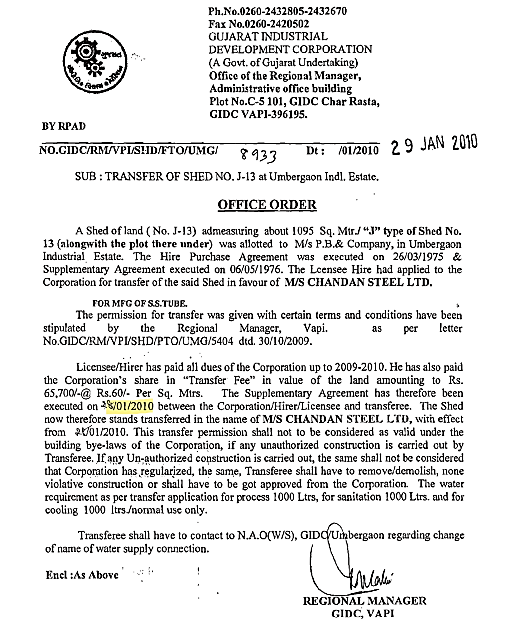 Ph.No.0260-2432805-2432670
Fax No.0260-2420502
GUJARAT INDUSTRIAL
DEVELOPMENT CORPORATION
(A Govt. of Gujarat Undertaking)
Office of the Regional Manager,
Administrative office building
Plot No.C-5 101, GIDC Char Rasta,
GIDC VAPI-396195.
BY RPAD
NO.GIDC/RM/VPI/SHD/FTO/UMG/ 8933 Dt : /01/2010 29 JAN 2010
SUB : TRANSFER OF SHED NO. J-13 at Umbergaon Indl. Estate.
OFFICE ORDER
A Shed of land ( No. J-13) admeasuring about 1095 Sq. Mtr./ "J" type of Shed No.
13 (alongwith the plot there under) was allotted to M/s P.B.& Company, in Umbergaon
Industrial Estate. The Hire Purchase Agreement was executed on 26/03/1975 &
Supplementary Agreement executed on 06/05/1976. The Lcensee Hire had applied to the
Corporation for transfer of the said Shed in favour of M/S CHANDAN STEEL LTD.
FOR MFG OF S.S.TUBE.
The permission for transfer was given with certain terms and conditions have been
stipulated by the Regional Manager, Vapi. as per letter
No.GIDC/RM/VPI/SHD/PTO/UMG/5404 dtd. 30/10/2009.
Licensee/Hirer has paid all dues of the Corporation up to 2009-2010. He has also paid
the Corporation's share in "Transfer Fee" in value of the land amounting to Rs.
65,700/-@ Rs.60/- Per Sq. Mtrs. The Supplementary Agreement has therefore been
executed on /01/2010 between the Corporation/Hirer/Licensee and transferee. The Shed
now therefore stands transferred in the name of M/S CHANDAN STEEL LTD, with effect
from /01/2010. This transfer permission shall not to be considered as valid under the
building bye-laws of the Corporation, if any unauthorized construction is carried out by
Transferee. If any Un-authorized construction is carried out, the same shall not be considered
that Corporation has regularized, the same, Transferee shall have to remove/demolish, none
violative construction or shall have to be got approved from the Corporation. The water
requirement as per transfer application for process 1000 Ltrs, for sanitation 1000 Ltrs. and for
cooling 1000 ltrs./normal use only.
Transferee shall have to contact to N.A.O(W/S), GIDC/Umbergaon regarding change
of name of water supply connection.
Encl :As Above
REGIONAL MANAGER
GIDC, VAPI